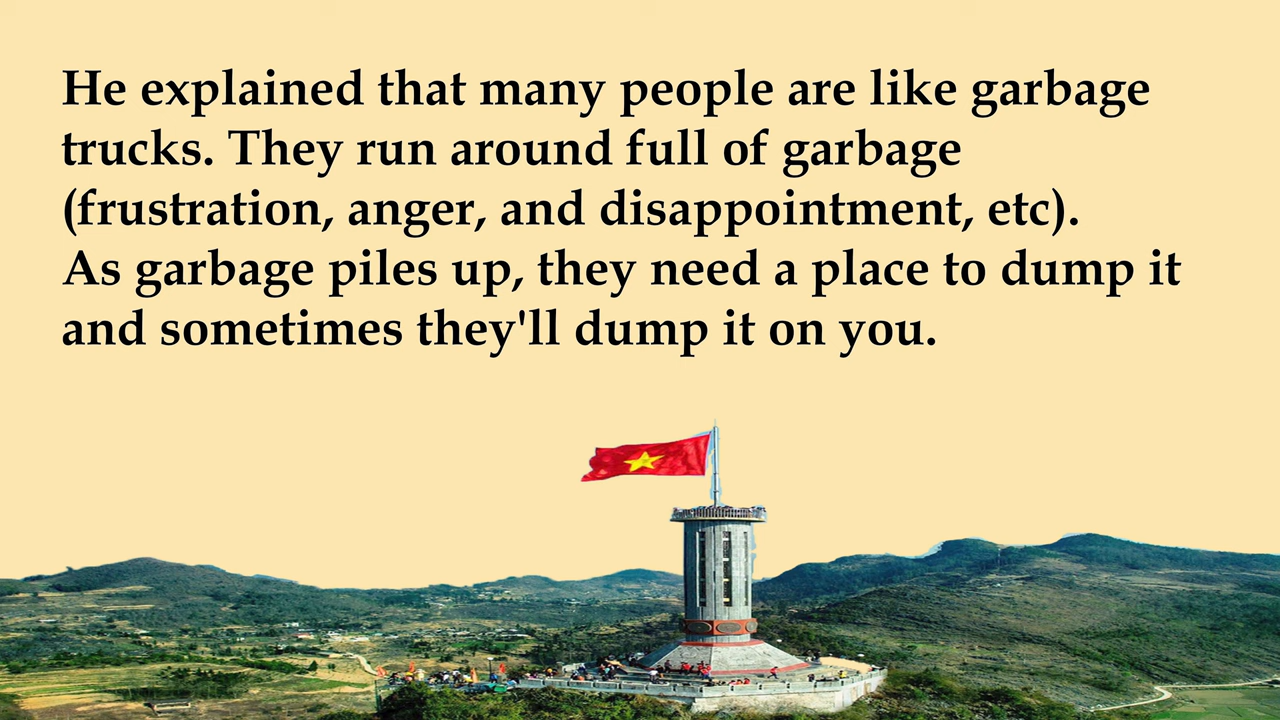 He explained that many people are like garbage
trucks. They run around full of garbage
(frustration, anger, and disappointment, etc).
As garbage piles up, they need a place to dump it
and sometimes they'll dump it on you.